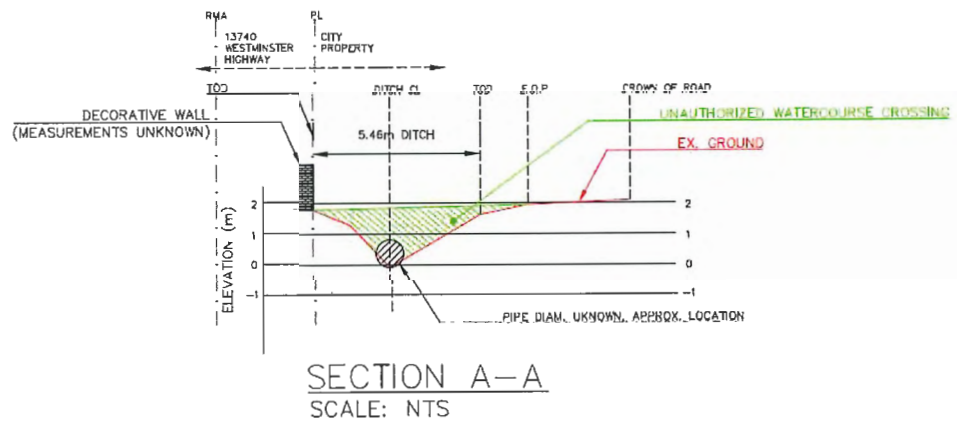 RMA
PL
13740
WESTMINSTER
HIGHWAY
CITY
PROPERTY
TOD
DITCH CL
TOD
E.O.P
CROWN OF ROAD
DECORATIVE WALL
(MEASUREMENTS UNKNOWN)
5.46m DITCH
UNAUTHORIZED WATERCOURSE CROSSING
EX. GROUND
ELEVATION (m)
2
1
0
-1
2
1
0
-1
PIPE DIAM. UKNOWN, APPROX. LOCATION
SECTION A-A
SCALE: NTS